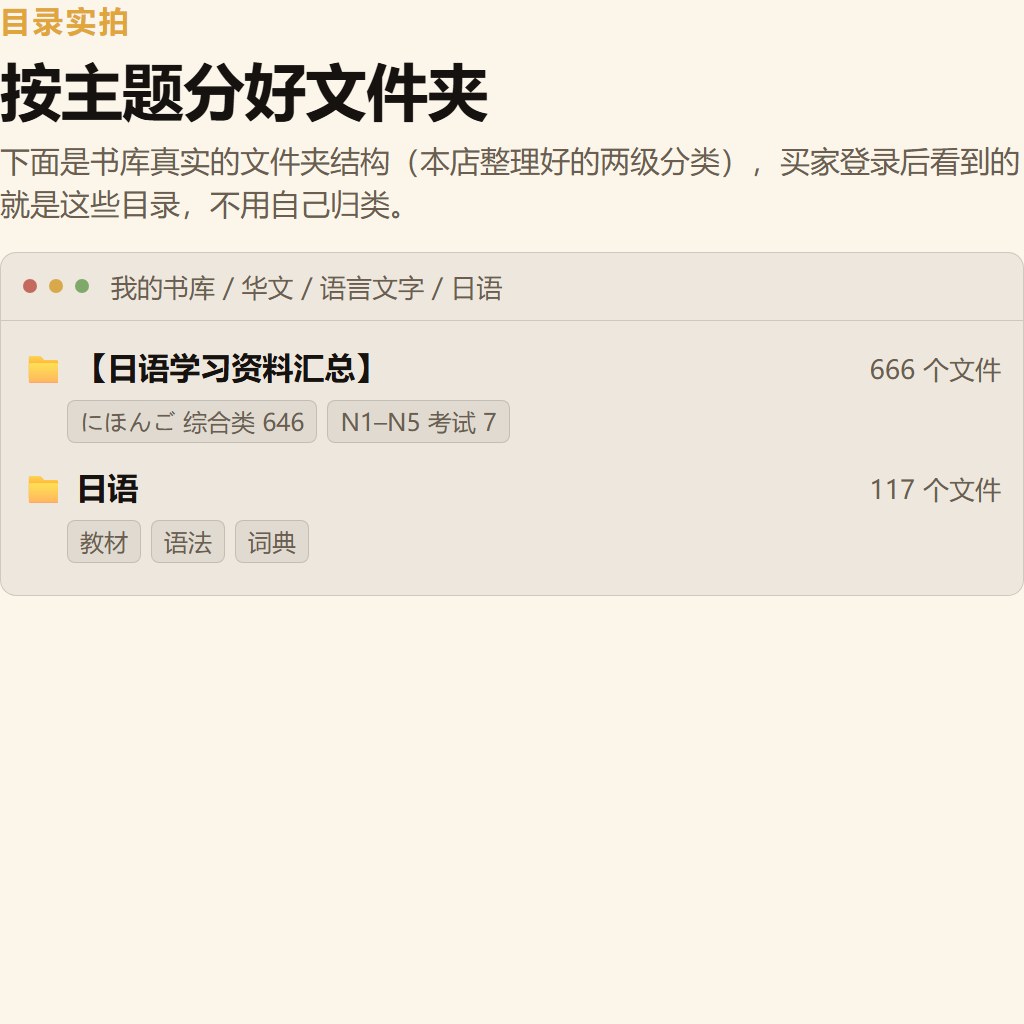 目录实拍
按主题分好文件夹
下面是书库真实的文件夹结构（本店整理好的两级分类），买家登录后看到的
就是这些目录，不用自己归类。
我的书库 / 华文 / 语言文字 / 日语
【日语学习资料汇总】 666 个文件
にほんご 综合类 646 N1–N5 考试 7
日语 117 个文件
教材 语法 词典